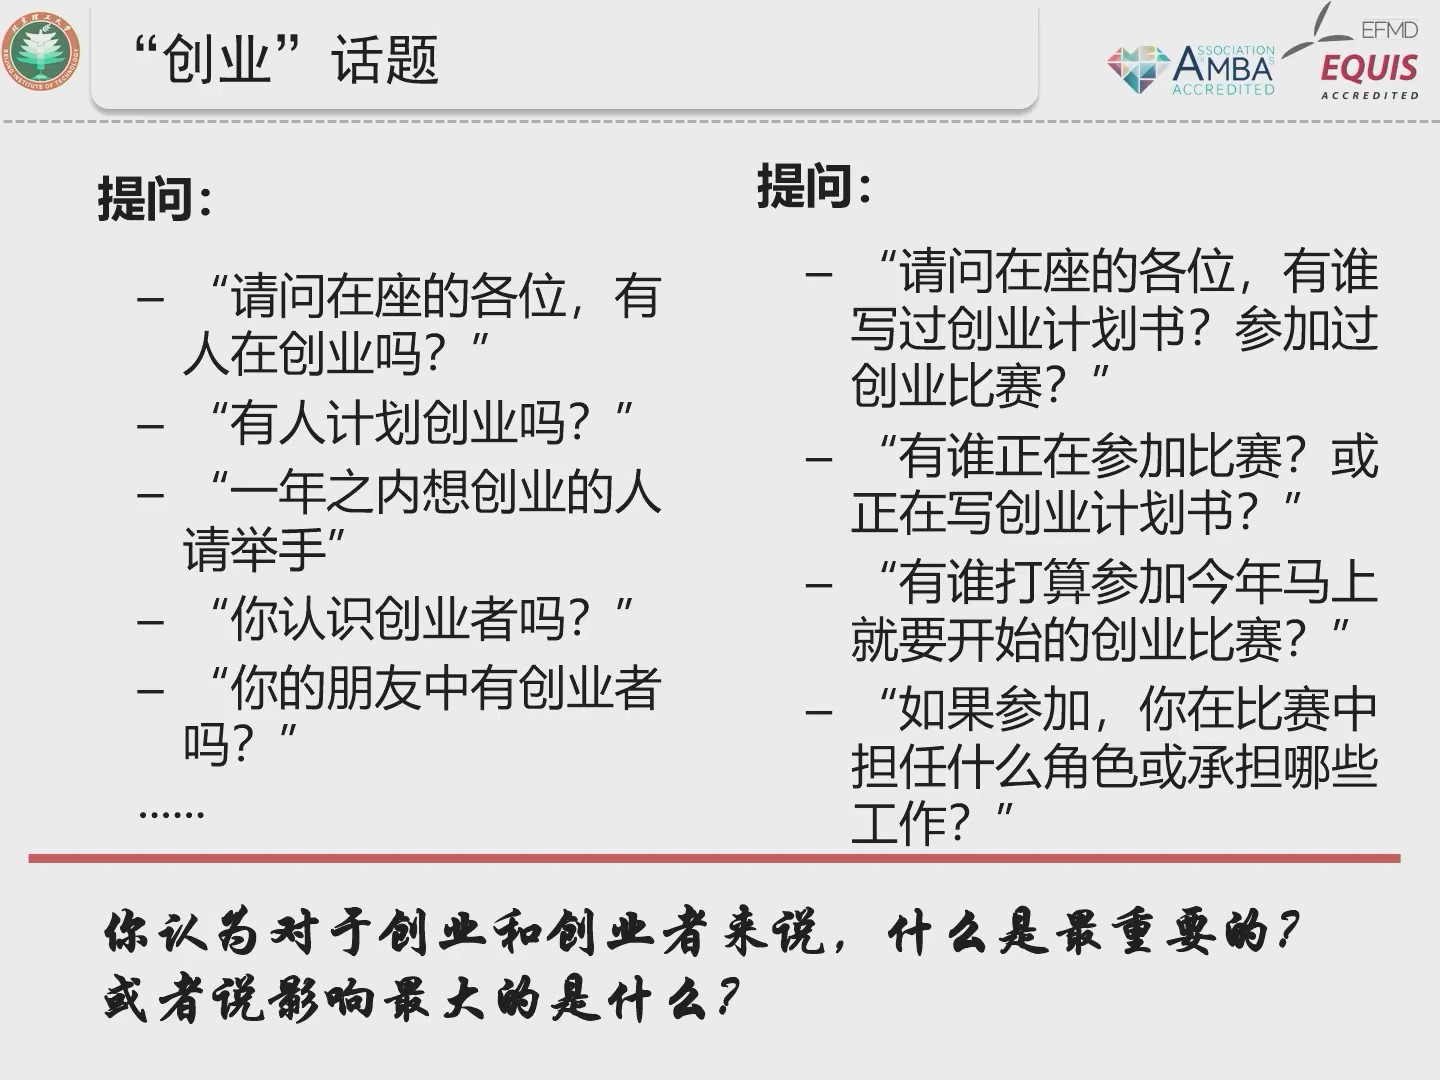 “创业”话题
ASSOCIATION
AMBA'S
ACCREDITED
EFMD
EQUIS
ACCREDITED
提问：
– “请问在座的各位，有
人在创业吗？”
– “有人计划创业吗？”
– “一年之内想创业的人
请举手”
– “你认识创业者吗？”
– “你的朋友中有创业者
吗？”
……
提问：
– “请问在座的各位，有谁
写过创业计划书？参加过
创业比赛？”
– “有谁正在参加比赛？或
正在写创业计划书？”
– “有谁打算参加今年马上
就要开始的创业比赛？”
– “如果参加，你在比赛中
担任什么角色或承担哪些
工作？”
你认为对于创业和创业者来说，什么是最重要的？
或者说影响最大的是什么？